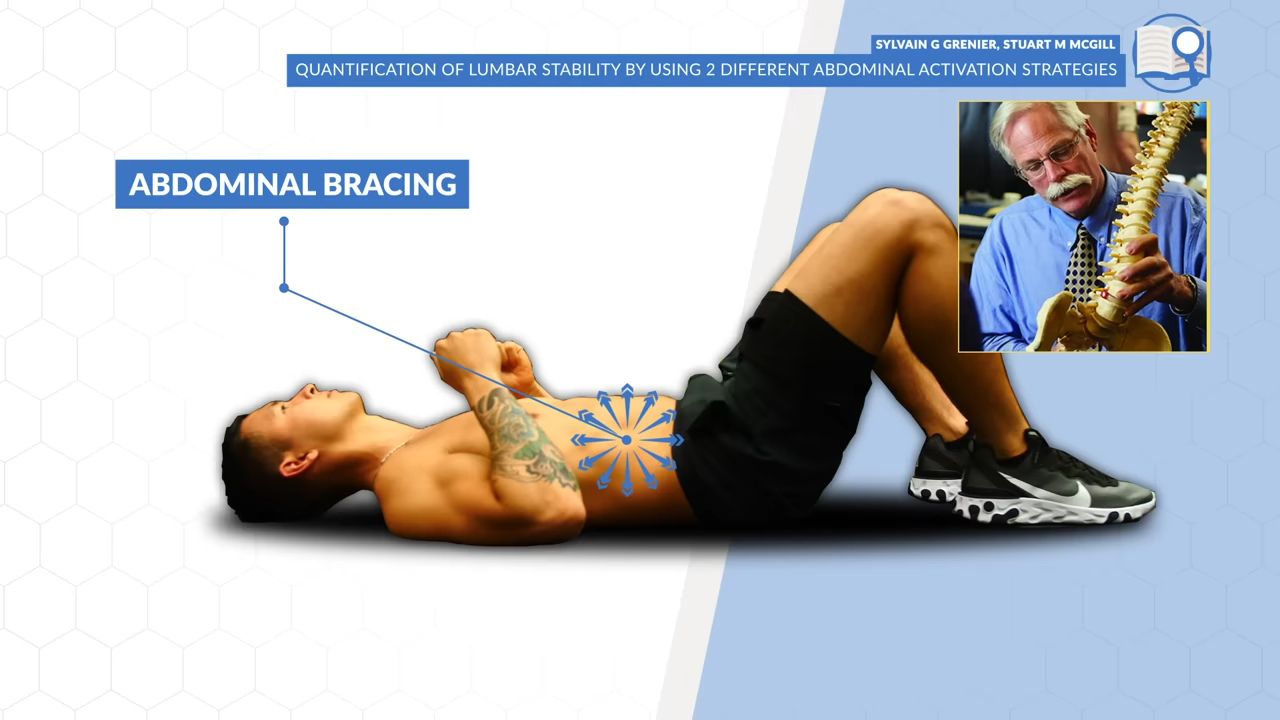 SYLVAIN G GRENIER, STUART M MCGILL
QUANTIFICATION OF LUMBAR STABILITY BY USING 2 DIFFERENT ABDOMINAL ACTIVATION STRATEGIES
ABDOMINAL BRACING